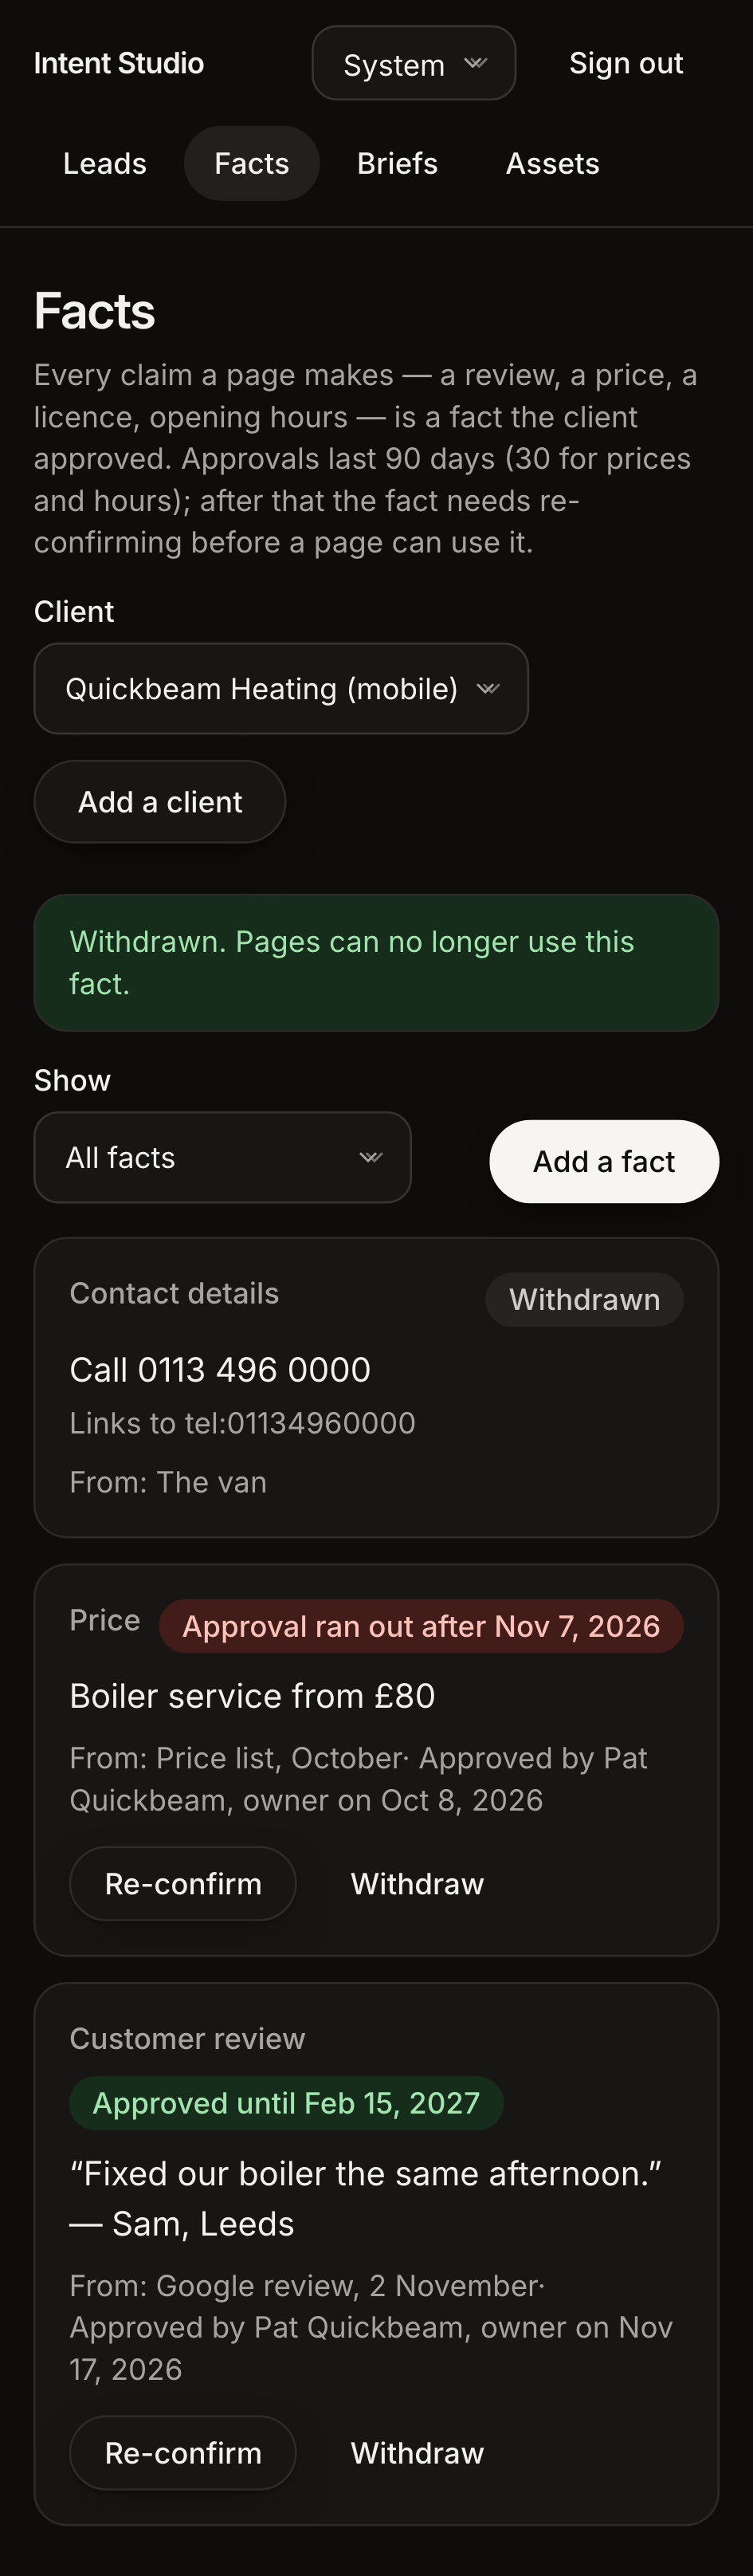 Intent Studio
System
Sign out
Leads
Facts
Briefs
Assets
Facts
Every claim a page makes — a review, a price, a
licence, opening hours — is a fact the client
approved. Approvals last 90 days (30 for prices
and hours); after that the fact needs re-
confirming before a page can use it.
Client
Quickbeam Heating (mobile)
Add a client
Withdrawn. Pages can no longer use this
fact.
Show
All facts
Add a fact
Contact details
Withdrawn
Call 0113 496 0000
Links to tel:01134960000
From: The van
Price
Approval ran out after Nov 7, 2026
Boiler service from £80
From: Price list, October· Approved by Pat
Quickbeam, owner on Oct 8, 2026
Re-confirm
Withdraw
Customer review
Approved until Feb 15, 2027
“Fixed our boiler the same afternoon.”
— Sam, Leeds
From: Google review, 2 November·
Approved by Pat Quickbeam, owner on Nov
17, 2026
Re-confirm
Withdraw